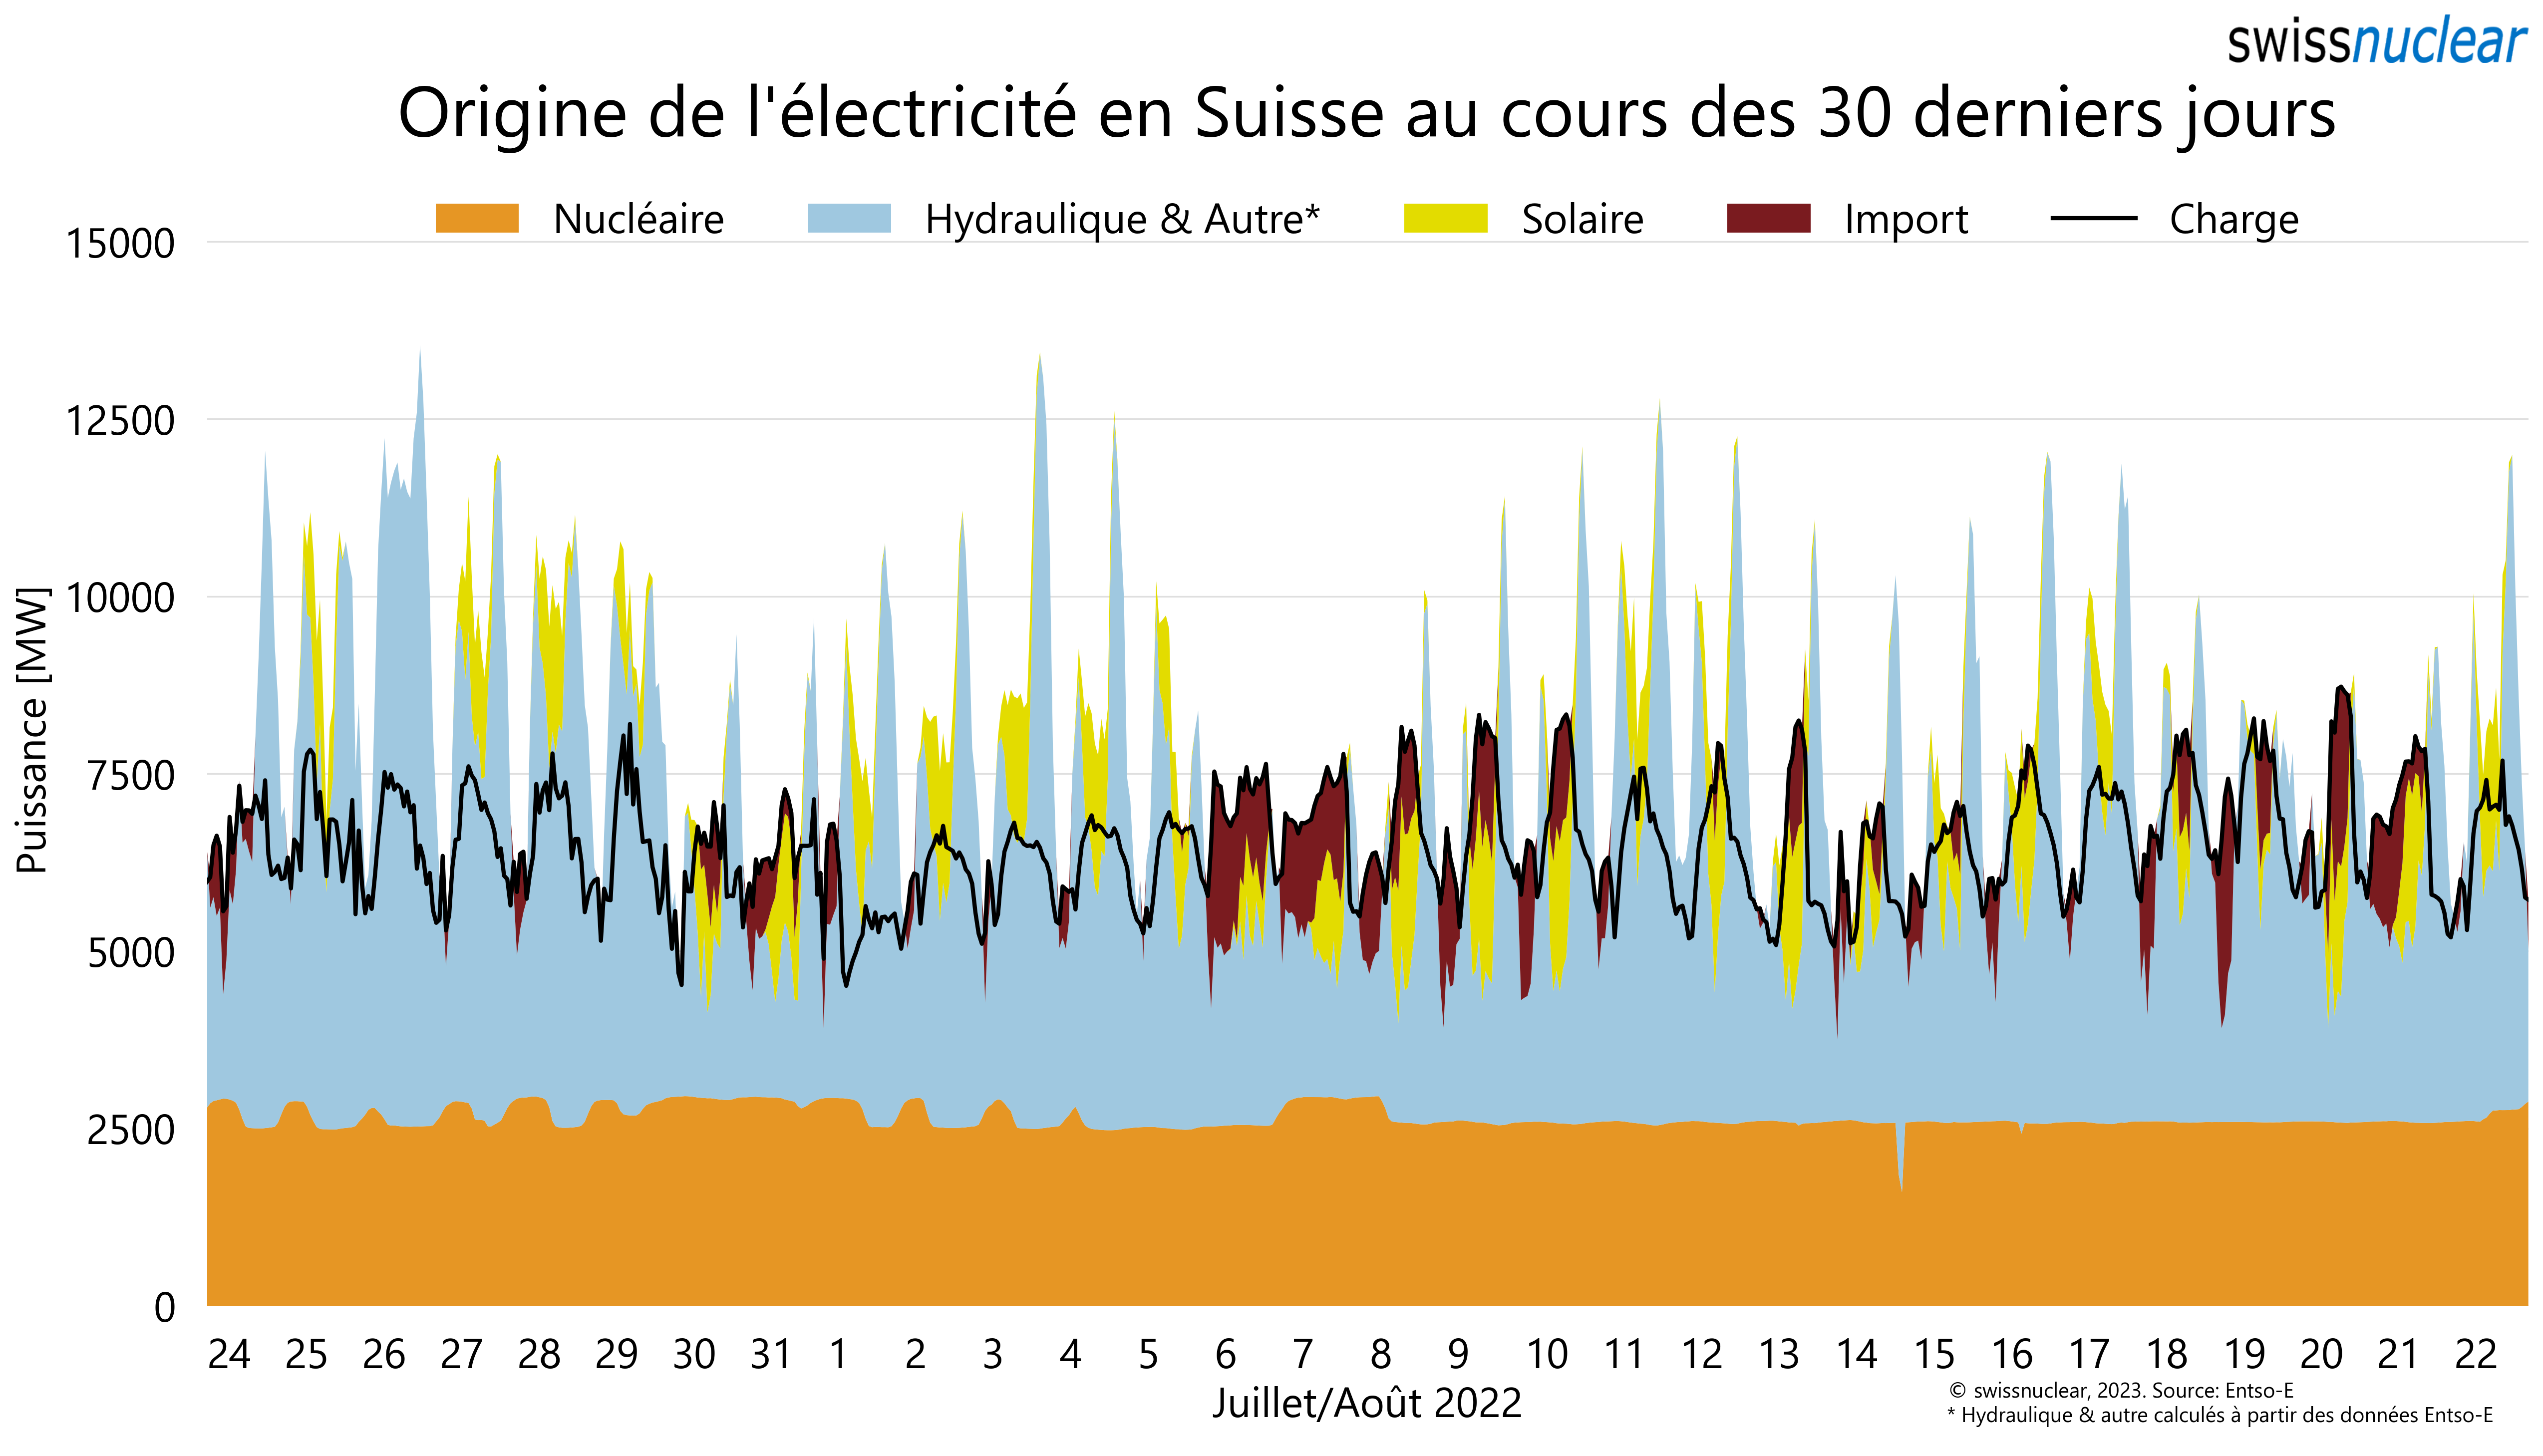 swissnuclear
Origine de l'électricité en Suisse au cours des 30 derniers jours
Nucléaire Hydraulique & Autre* Solaire Import Charge
15000
12500
10000
7500
5000
2500
0
Puissance [MW]
24 25 26 27 28 29 30 31 1 2 3 4 5 6 7 8 9 10 11 12 13 14 15 16 17 18 19 20 21 22
Juillet/Août 2022
© swissnuclear, 2023. Source: Entso-E
* Hydraulique & autre calculés à partir des données Entso-E